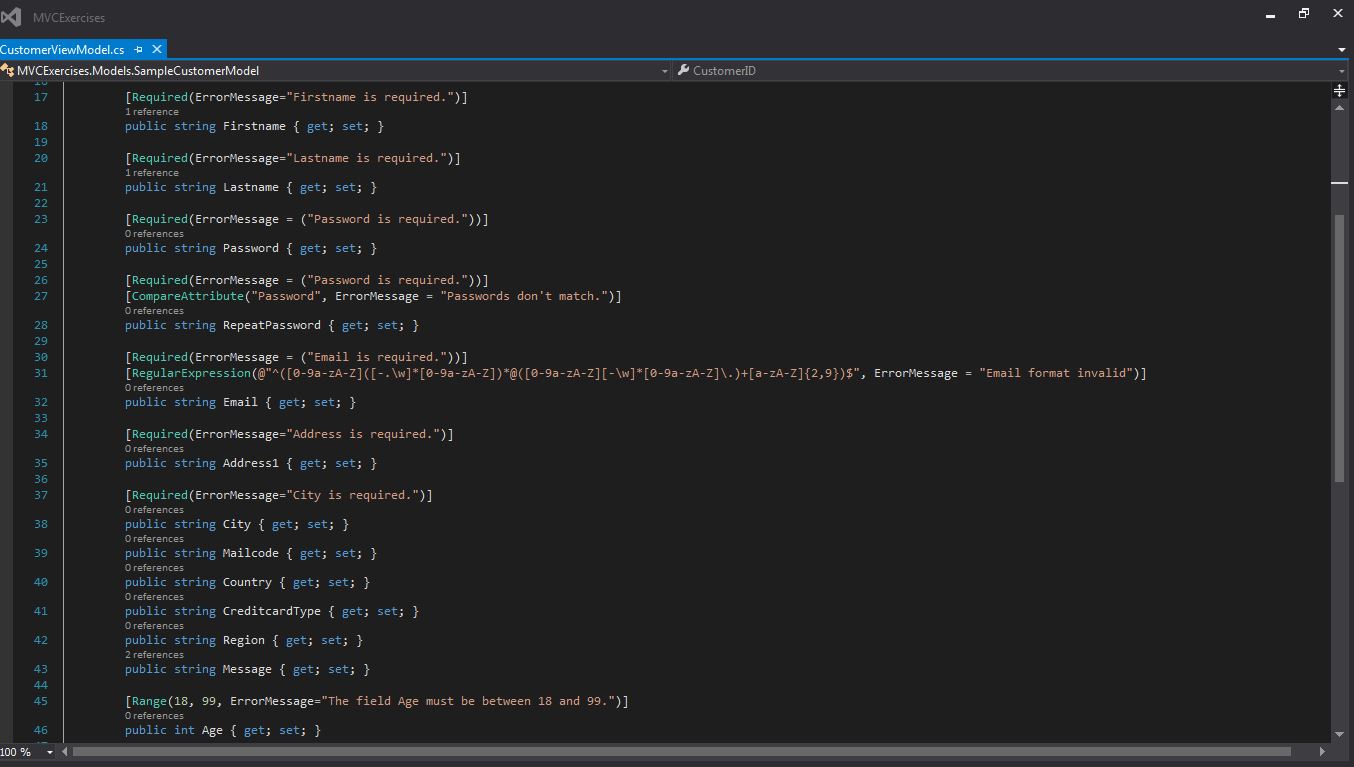 MVCExercises
CustomerViewModel.cs
MVCExercises.Models.SampleCustomerModel CustomerID
17 [Required(ErrorMessage="Firstname is required.")]
1 reference
18 public string Firstname { get; set; }
19
20 [Required(ErrorMessage="Lastname is required.")]
1 reference
21 public string Lastname { get; set; }
22
23 [Required(ErrorMessage = ("Password is required."))]
0 references
24 public string Password { get; set; }
25
26 [Required(ErrorMessage = ("Password is required."))]
27 [CompareAttribute("Password", ErrorMessage = "Passwords don't match.")]
0 references
28 public string RepeatPassword { get; set; }
29
30 [Required(ErrorMessage = ("Email is required."))]
31 [RegularExpression(@"^([0-9a-zA-Z]([-.\w]*[0-9a-zA-Z])*@([0-9a-zA-Z][-\w]*[0-9a-zA-Z]\.)+[a-zA-Z]{2,9})$", ErrorMessage = "Email format invalid")]
0 references
32 public string Email { get; set; }
33
34 [Required(ErrorMessage="Address is required.")]
0 references
35 public string Address1 { get; set; }
36
37 [Required(ErrorMessage="City is required.")]
0 references
38 public string City { get; set; }
0 references
39 public string Mailcode { get; set; }
0 references
40 public string Country { get; set; }
0 references
41 public string CreditcardType { get; set; }
0 references
42 public string Region { get; set; }
2 references
43 public string Message { get; set; }
44
45 [Range(18, 99, ErrorMessage="The field Age must be between 18 and 99.")]
0 references
46 public int Age { get; set; }
100 %